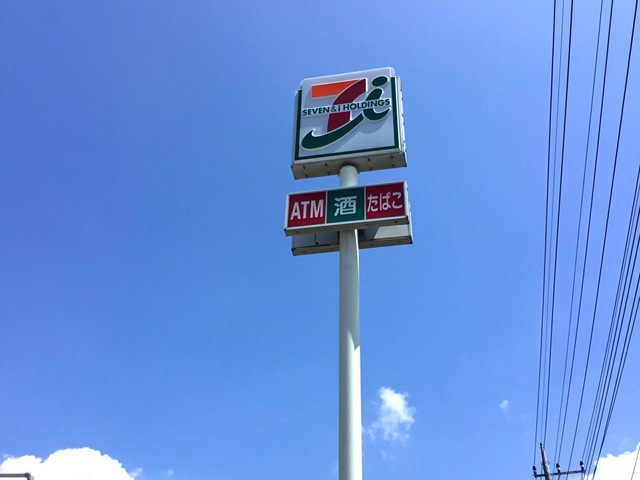 7i
SEVEN & i HOLDINGS
ATM 酒 たばこ